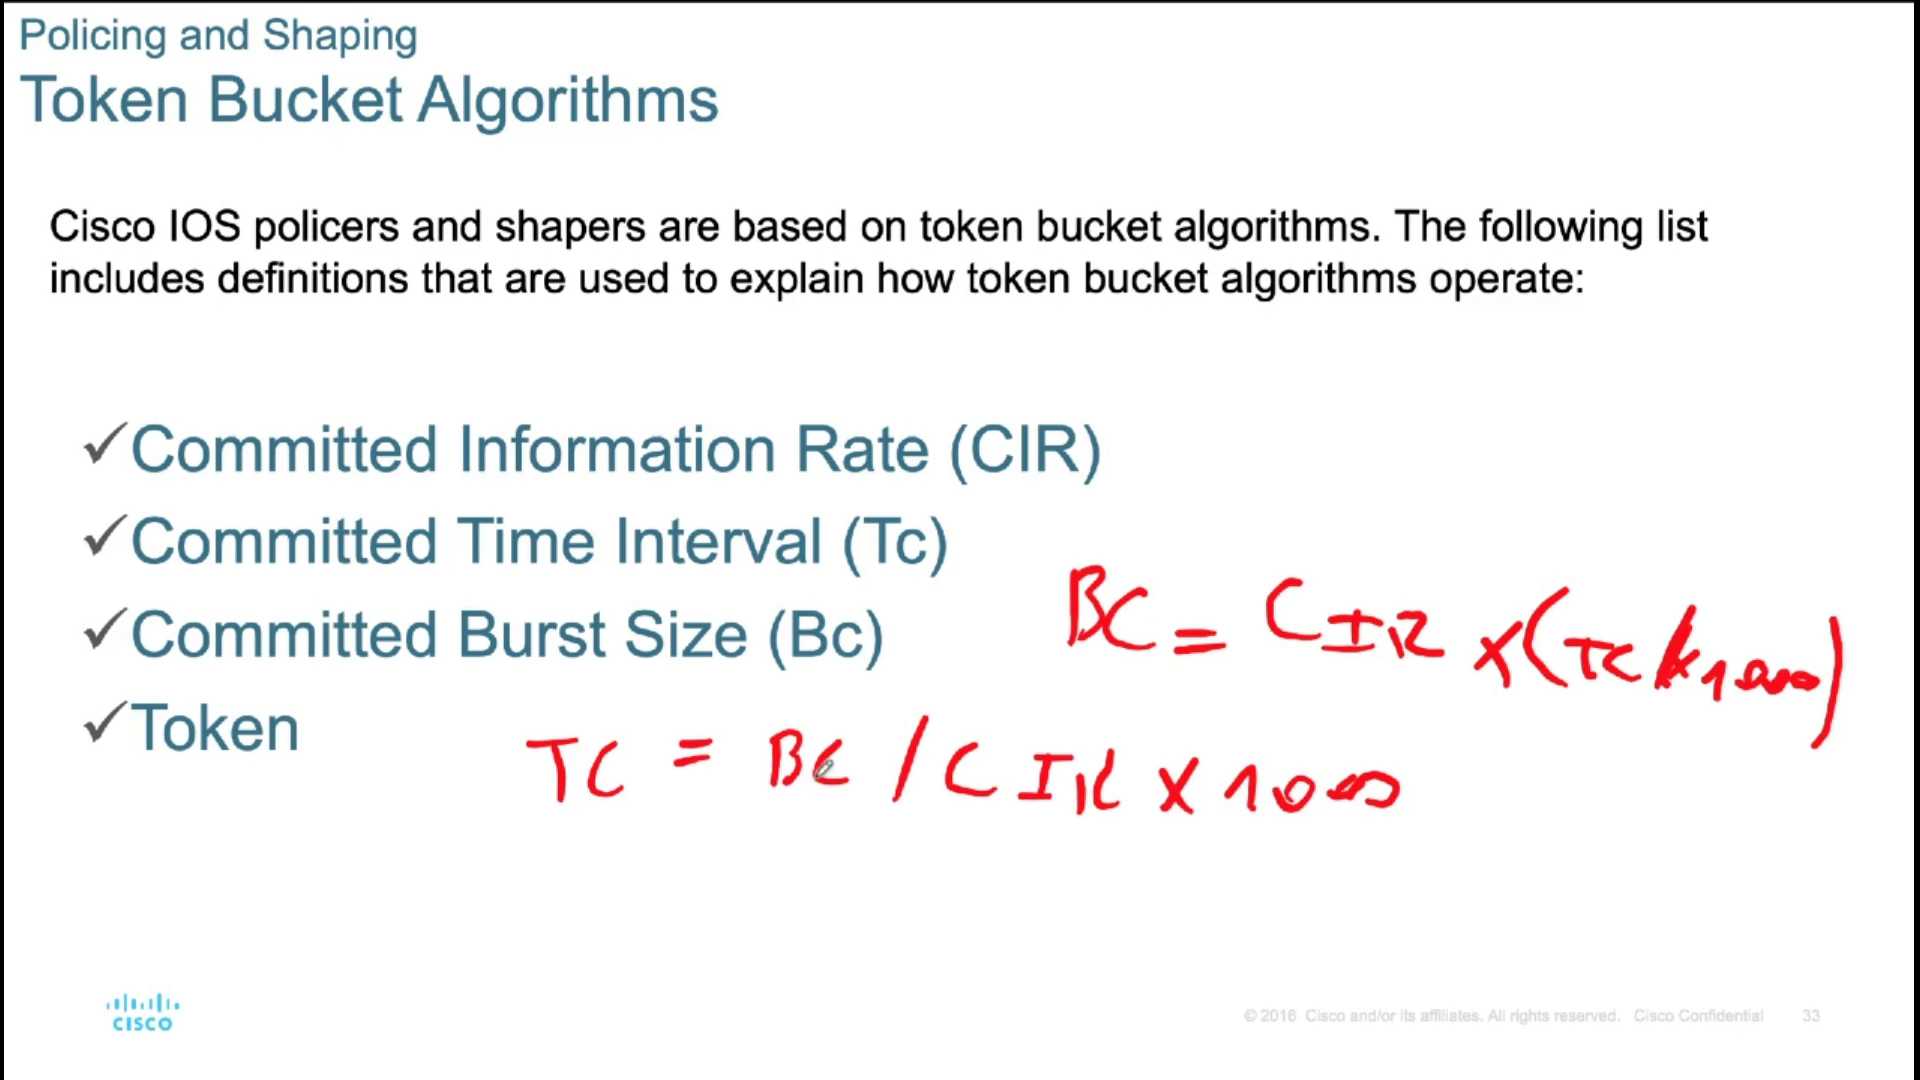 Policing and Shaping
Token Bucket Algorithms
Cisco IOS policers and shapers are based on token bucket algorithms. The following list
includes definitions that are used to explain how token bucket algorithms operate:
✓Committed Information Rate (CIR)
✓Committed Time Interval (Tc)
✓Committed Burst Size (Bc)
BC = CIR x (TC / 1000)
✓Token
TC = BC / CIR x 1000
CISCO
© 2016 Cisco and/or its affiliates. All rights reserved. Cisco Confidential 33